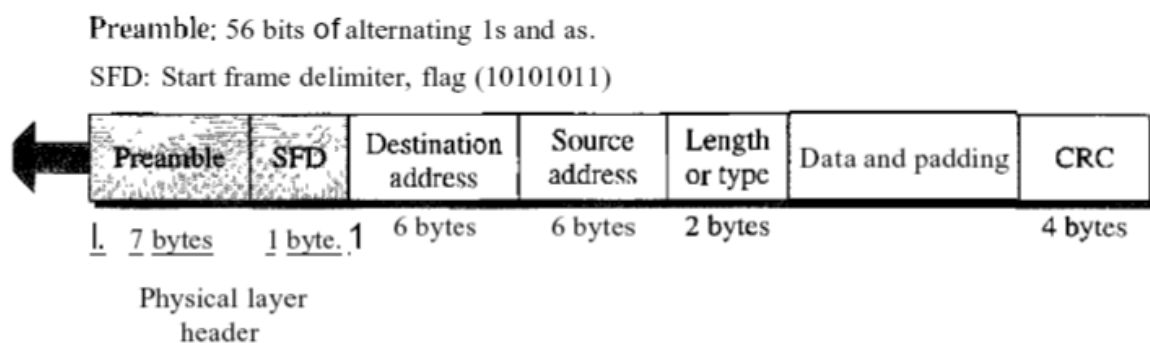 Preamble: 56 bits of alternating 1s and as.
SFD: Start frame delimiter, flag (10101011)
Preamble SFD Destination address Source address Length or type Data and padding CRC
l. 7 bytes 1 byte. 1 6 bytes 6 bytes 2 bytes 4 bytes
Physical layer
header